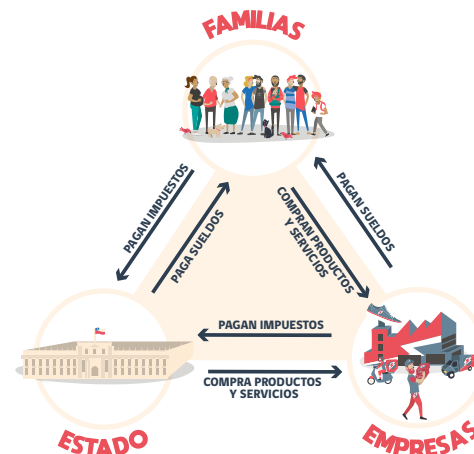 FAMILIAS
PAGAN IMPUESTOS
PAGA SUELDOS
COMPRAN PRODUCTOS
Y SERVICIOS
PAGAN SUELDOS
PAGAN IMPUESTOS
COMPRA PRODUCTOS
Y SERVICIOS
ESTADO
EMPRESAS